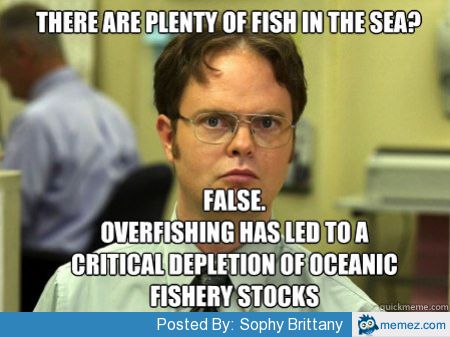 THERE ARE PLENTY OF FISH IN THE SEA?
FALSE.
OVERFISHING HAS LED TO A
CRITICAL DEPLETION OF OCEANIC
FISHERY STOCKS
quickmeme.com
Posted By: Sophy Brittany
memez.com